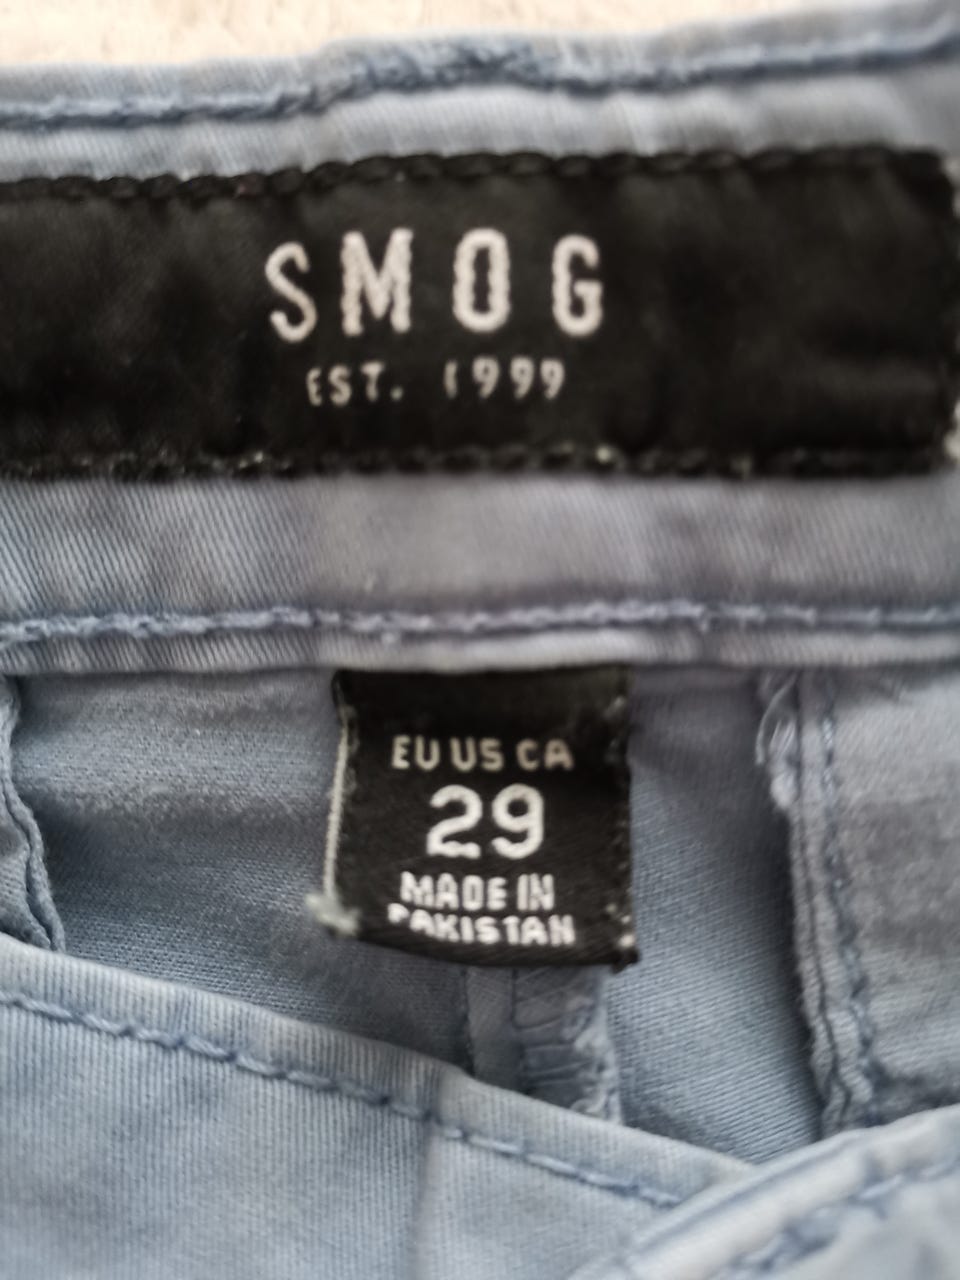 SMOG
EST. 1999
EU US CA
29
MADE IN
PAKISTAN